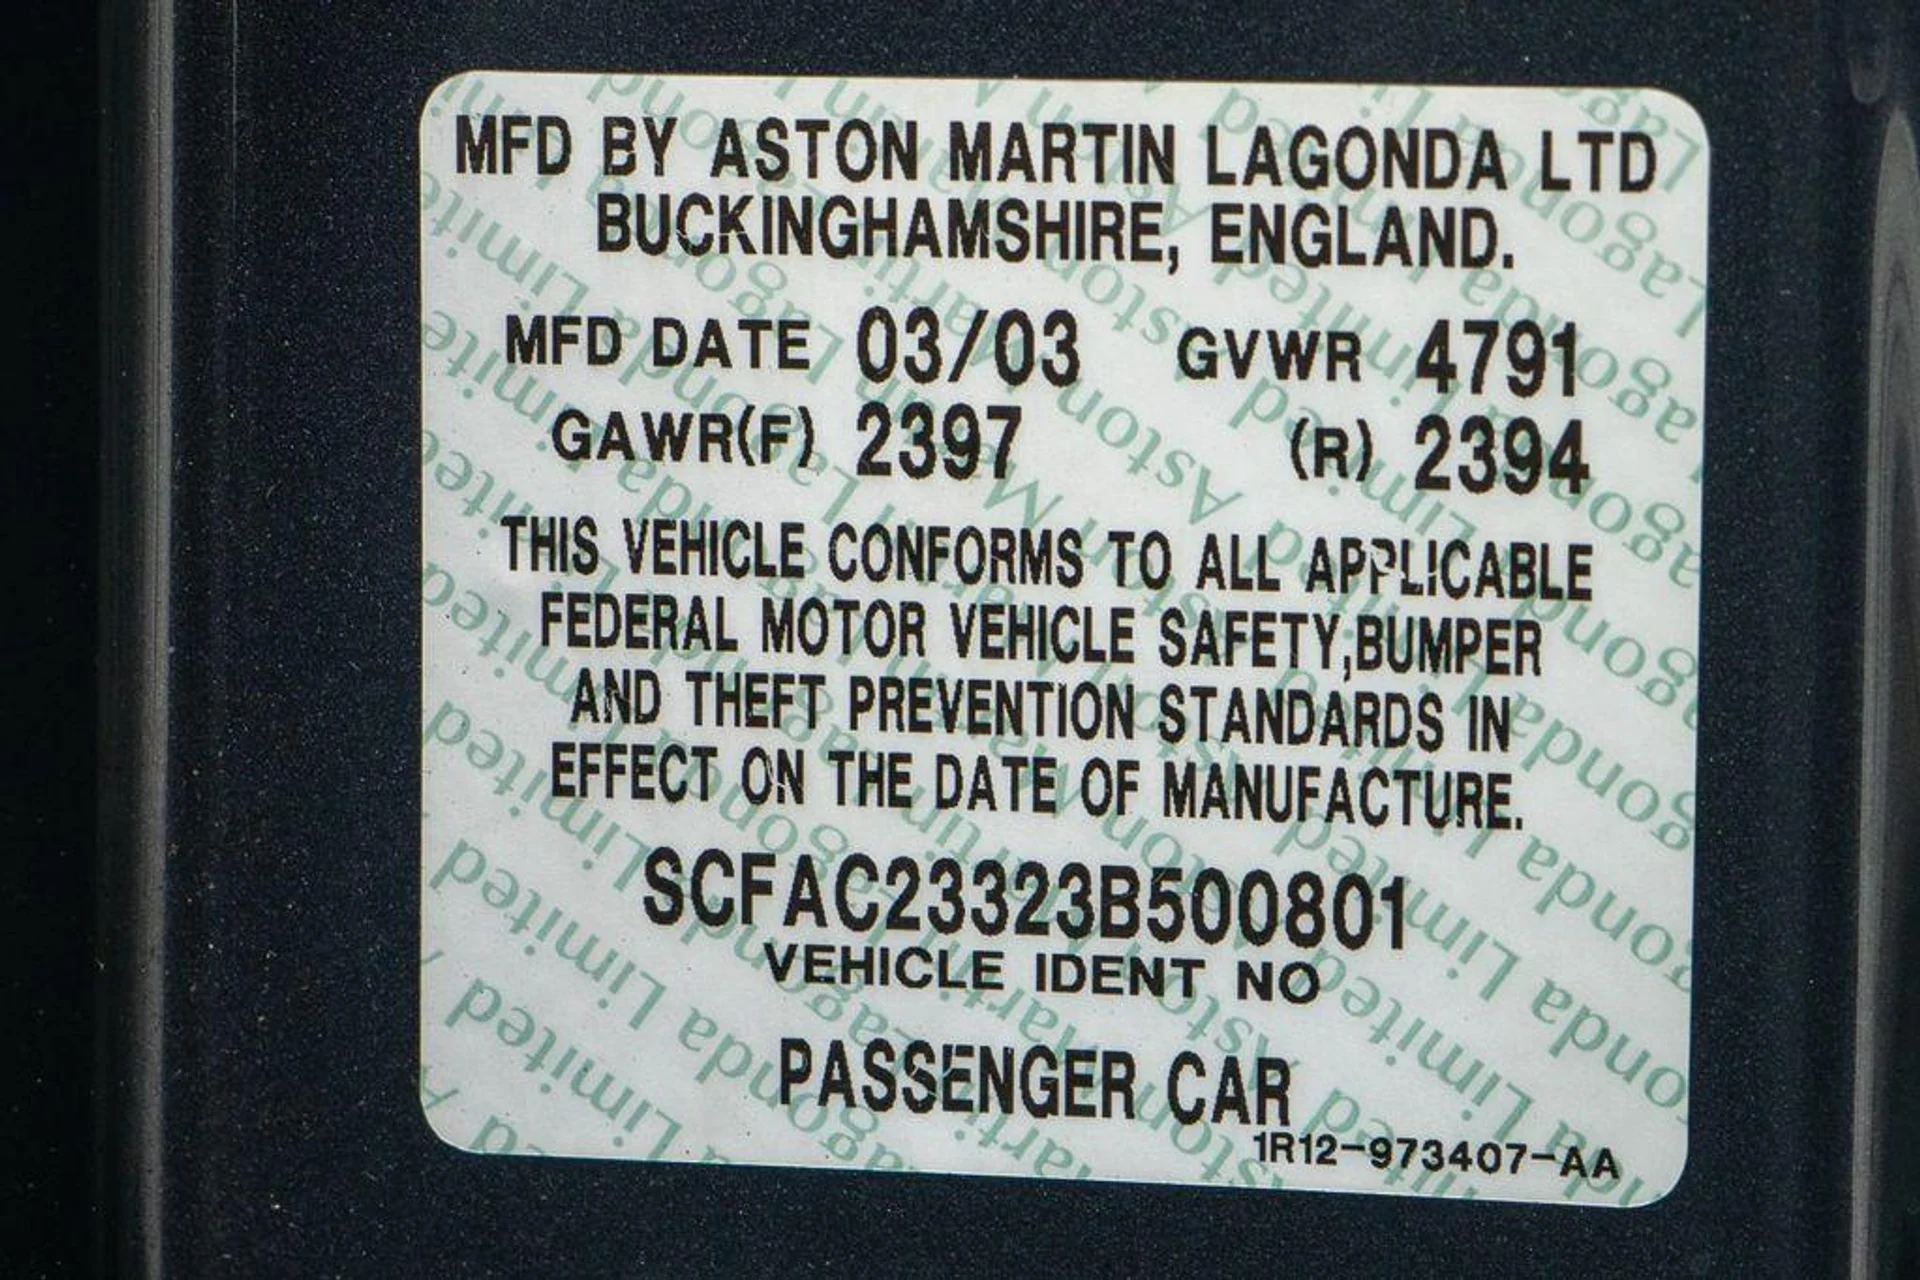 MFD BY ASTON MARTIN LAGONDA LTD
BUCKINGHAMSHIRE, ENGLAND.
MFD DATE 03/03 GVWR 4791
GAWR(F) 2397 (R) 2394
THIS VEHICLE CONFORMS TO ALL APPLICABLE
FEDERAL MOTOR VEHICLE SAFETY,BUMPER
AND THEFT PREVENTION STANDARDS IN
EFFECT ON THE DATE OF MANUFACTURE.
SCFAC23323B500801
VEHICLE IDENT NO
PASSENGER CAR
1R12-973407-AA